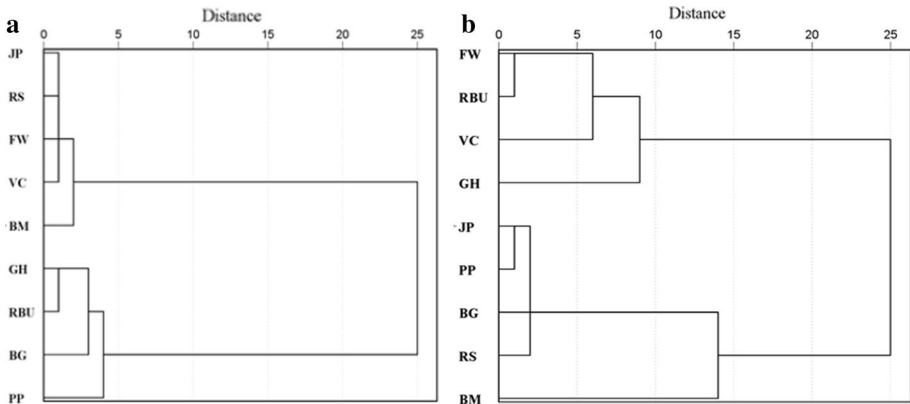 a
Distance
0 5 10 15 20 25
JP
RS
FW
VC
BM
GH
RBU
BG
PP
b
Distance
0 5 10 15 20 25
FW
RBU
VC
GH
JP
PP
BG
RS
BM